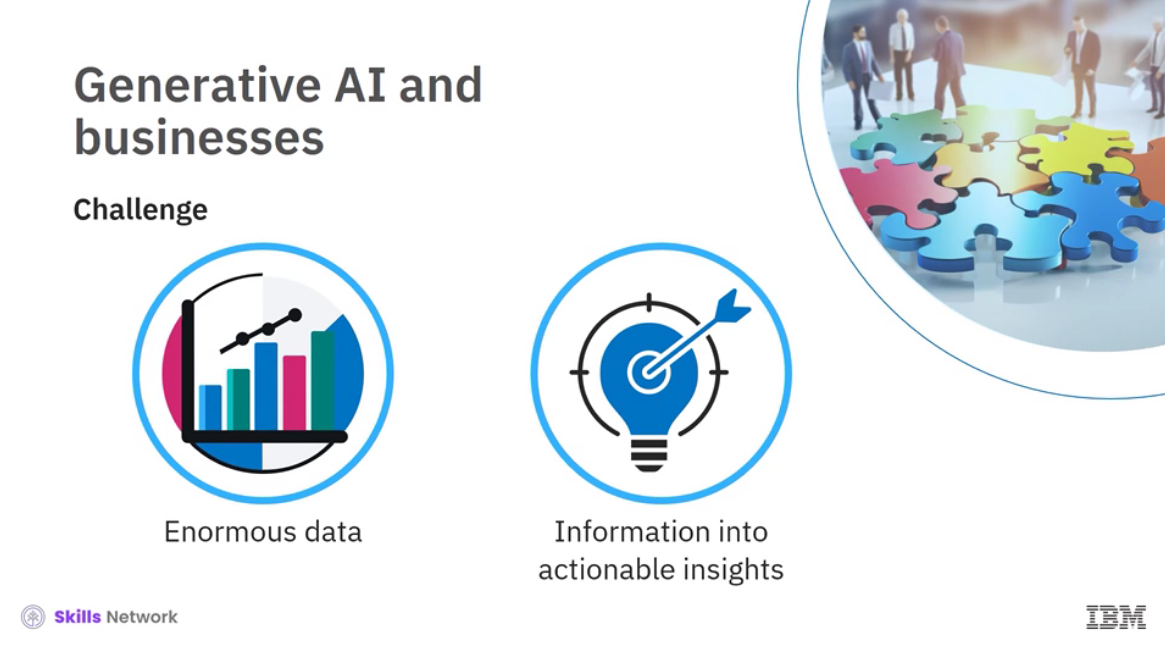 Generative AI and
businesses
Challenge
Enormous data
Information into
actionable insights
Skills Network
IBM